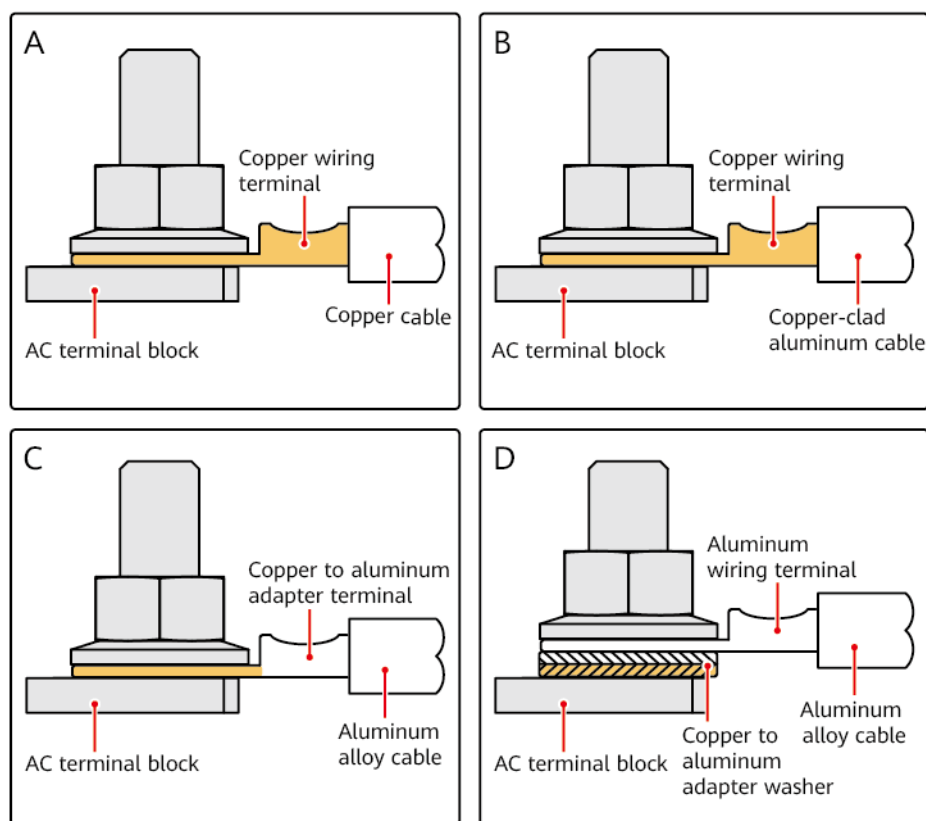 A
Copper wiring
terminal
Copper cable
AC terminal block
B
Copper wiring
terminal
Copper-clad
aluminum cable
AC terminal block
C
Copper to aluminum
adapter terminal
Aluminum
alloy cable
AC terminal block
D
Aluminum
wiring terminal
Aluminum
alloy cable
Copper to
aluminum
adapter washer
AC terminal block